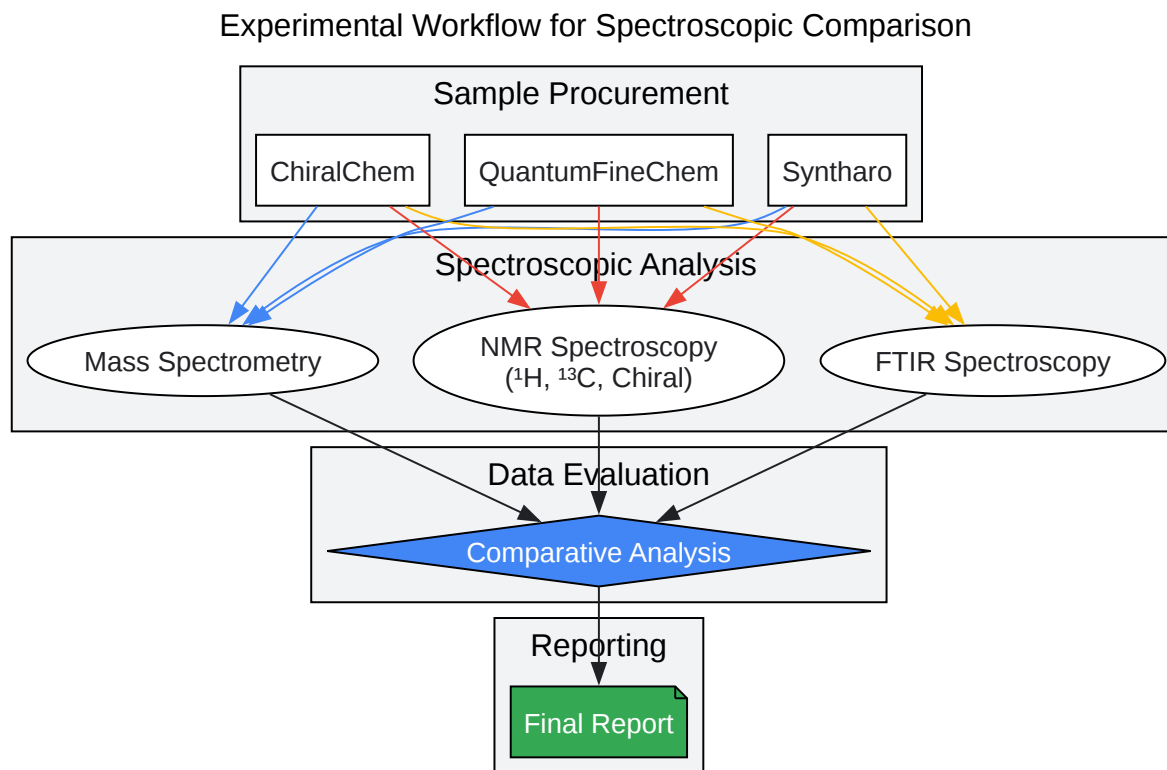 Experimental Workflow for Spectroscopic Comparison
Sample Procurement
ChiralChem
QuantumFineChem
Syntharo
Spectroscopic Analysis
Mass Spectrometry
NMR Spectroscopy
(¹H, ¹³C, Chiral)
FTIR Spectroscopy
Data Evaluation
Comparative Analysis
Reporting
Final Report